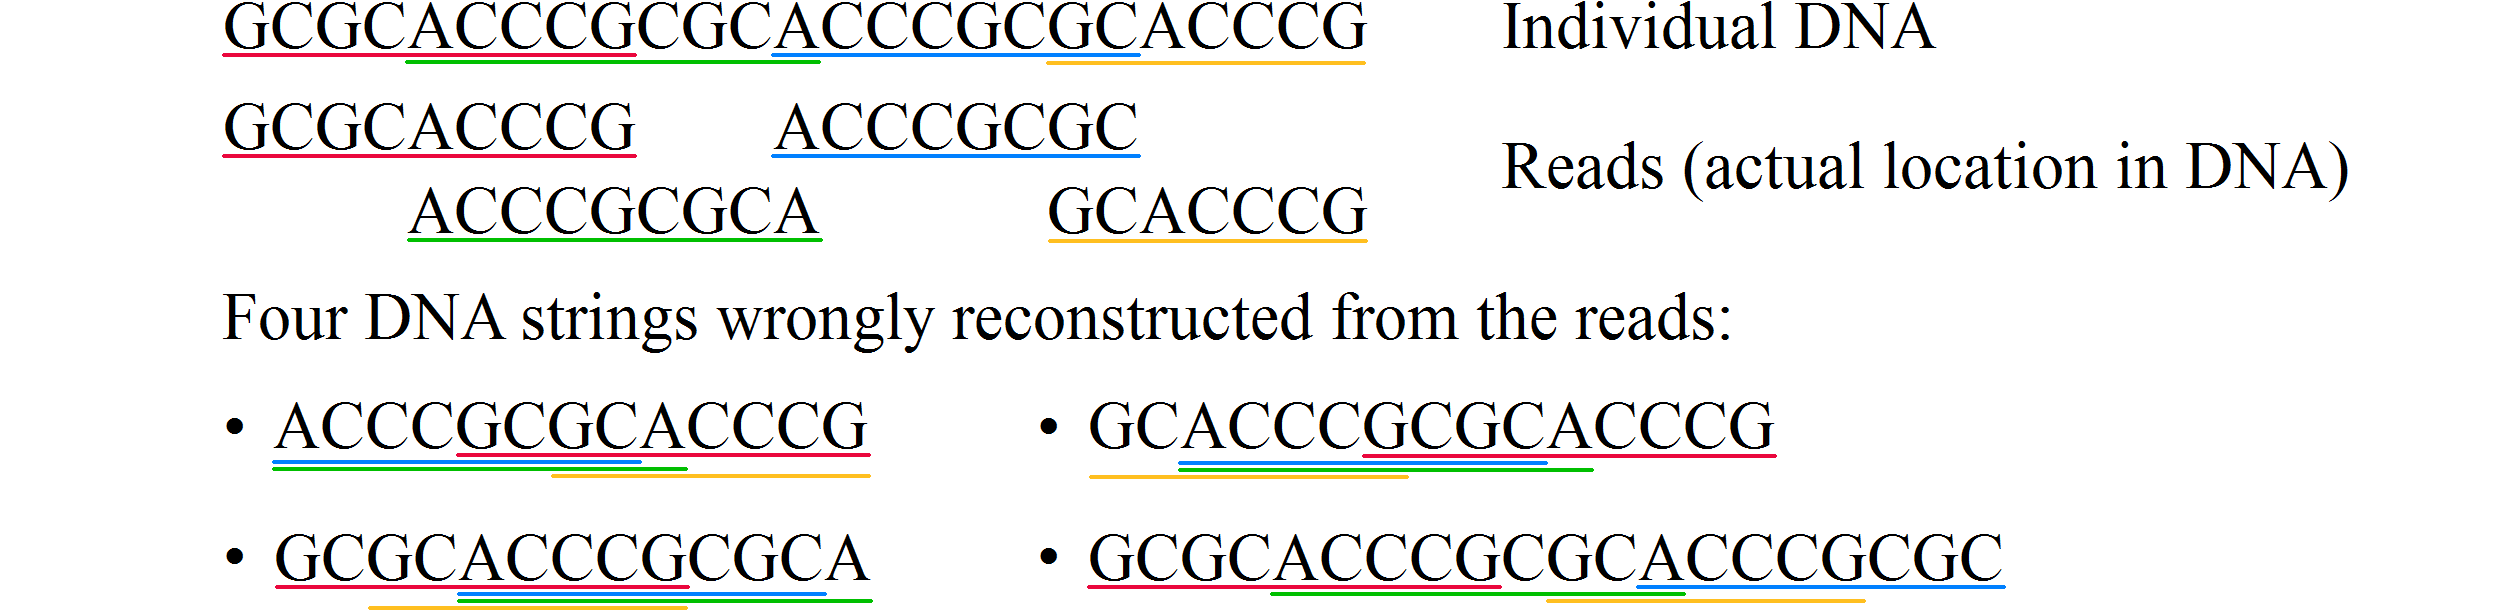 GCGCACCCGCGCACCCGCGCACCCG Individual DNA
GCGCACCCG ACCCGCGC
Reads (actual location in DNA)
ACCCGCGCA GCACCCG
Four DNA strings wrongly reconstructed from the reads:
• ACCCGCGCACCCG • GCACCCGCGCACCCG
• GCGCACCCGCGCA • GCGCACCCGCGCACCCGCGC